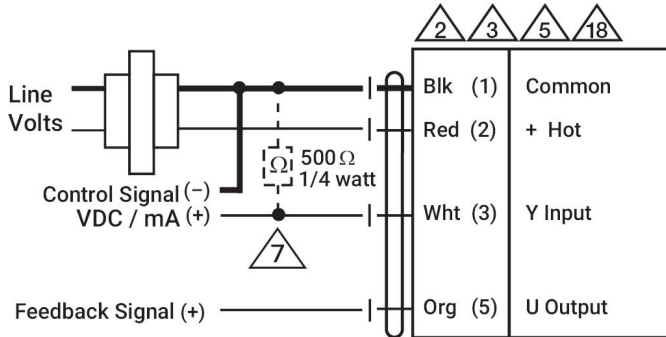 2 3 5 18
Line
Volts
Blk (1) Common
Red (2) + Hot
Ω 500 Ω
1/4 watt
Control Signal (−)
VDC / mA (+)
Wht (3) Y Input
7
Feedback Signal (+)
Org (5) U Output